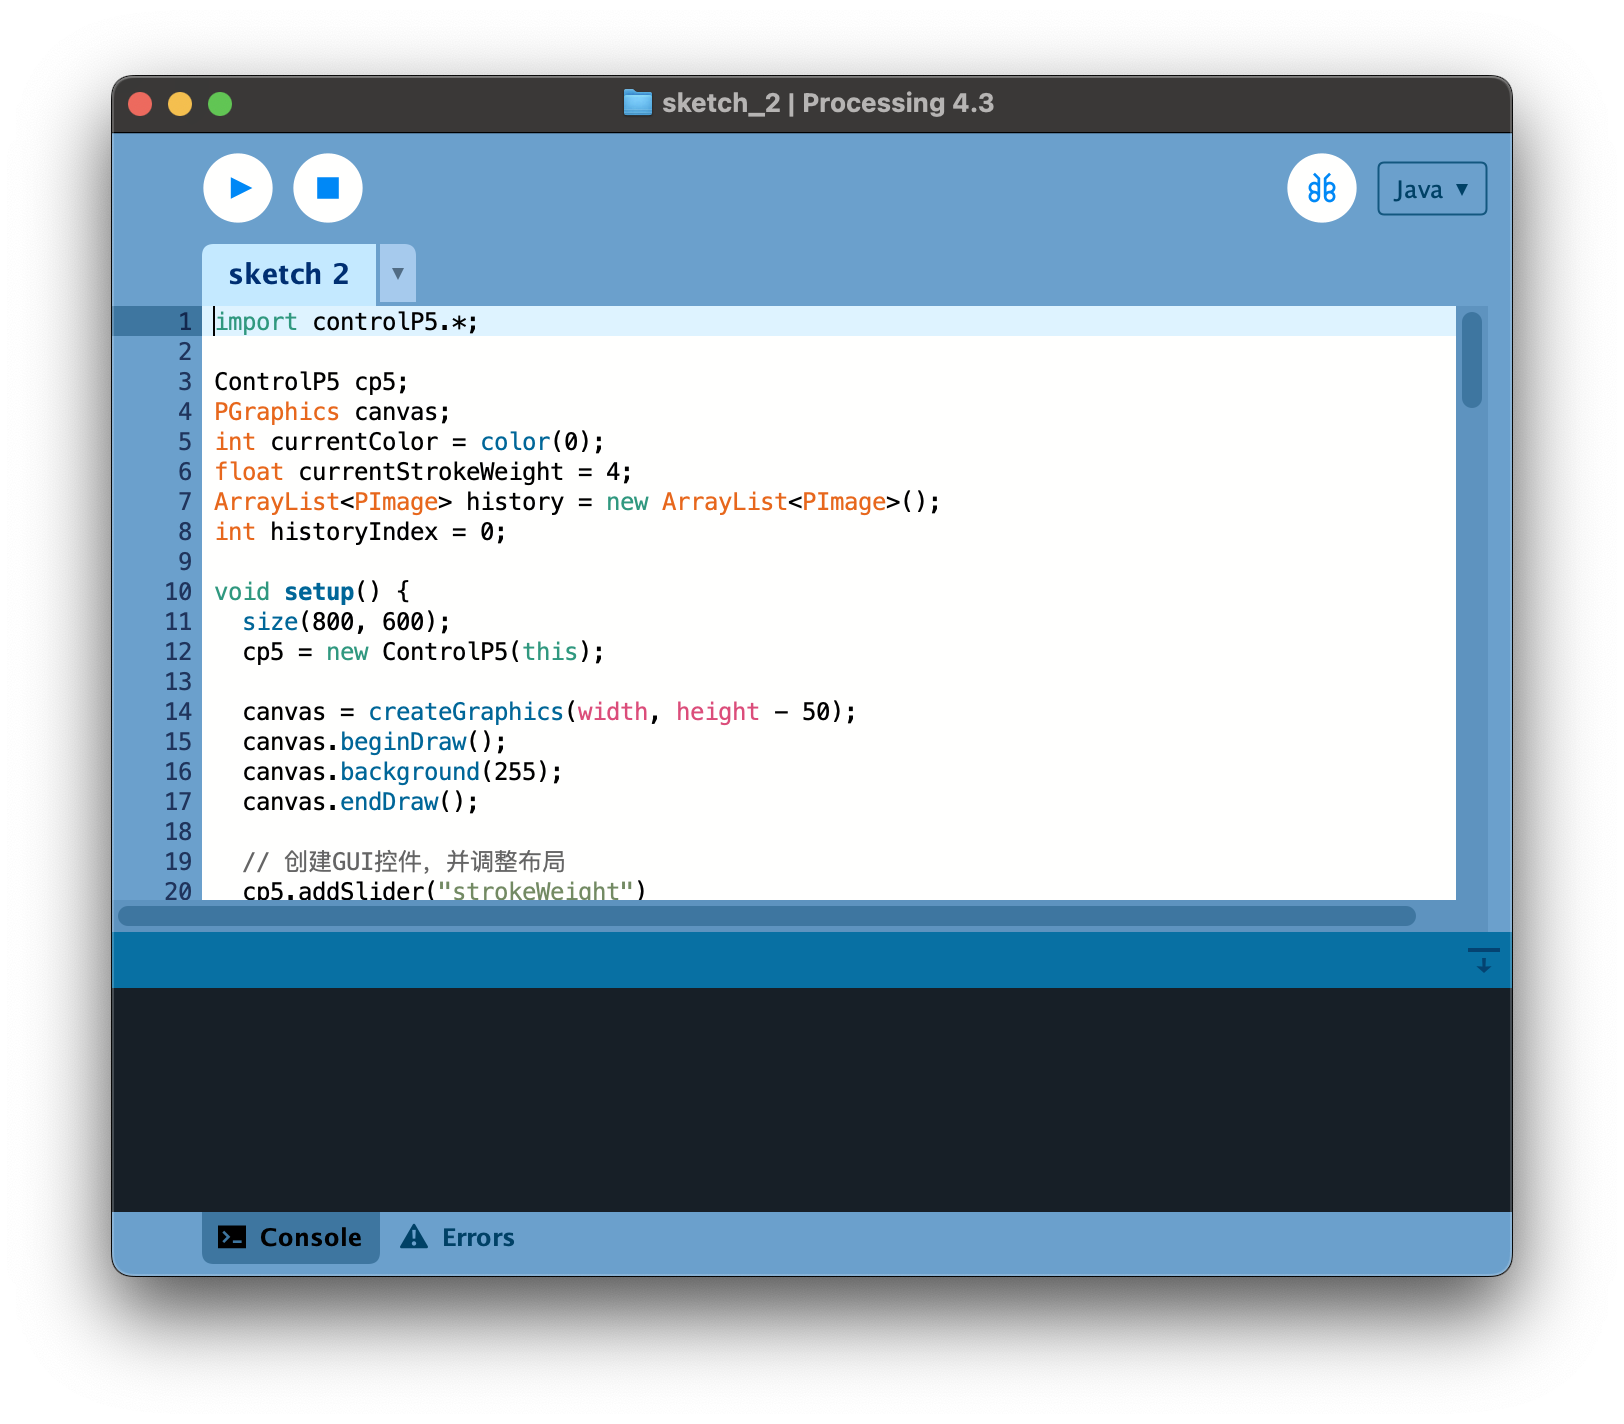 sketch_2 | Processing 4.3
Java ▼
sketch 2 ▼
1 import controlP5.*;
2
3 ControlP5 cp5;
4 PGraphics canvas;
5 int currentColor = color(0);
6 float currentStrokeWeight = 4;
7 ArrayList<PImage> history = new ArrayList<PImage>();
8 int historyIndex = 0;
9
10 void setup() {
11   size(800, 600);
12   cp5 = new ControlP5(this);
13
14   canvas = createGraphics(width, height - 50);
15   canvas.beginDraw();
16   canvas.background(255);
17   canvas.endDraw();
18
19   // 创建GUI控件，并调整布局
20   cp5.addSlider("strokeWeight")
Console Errors